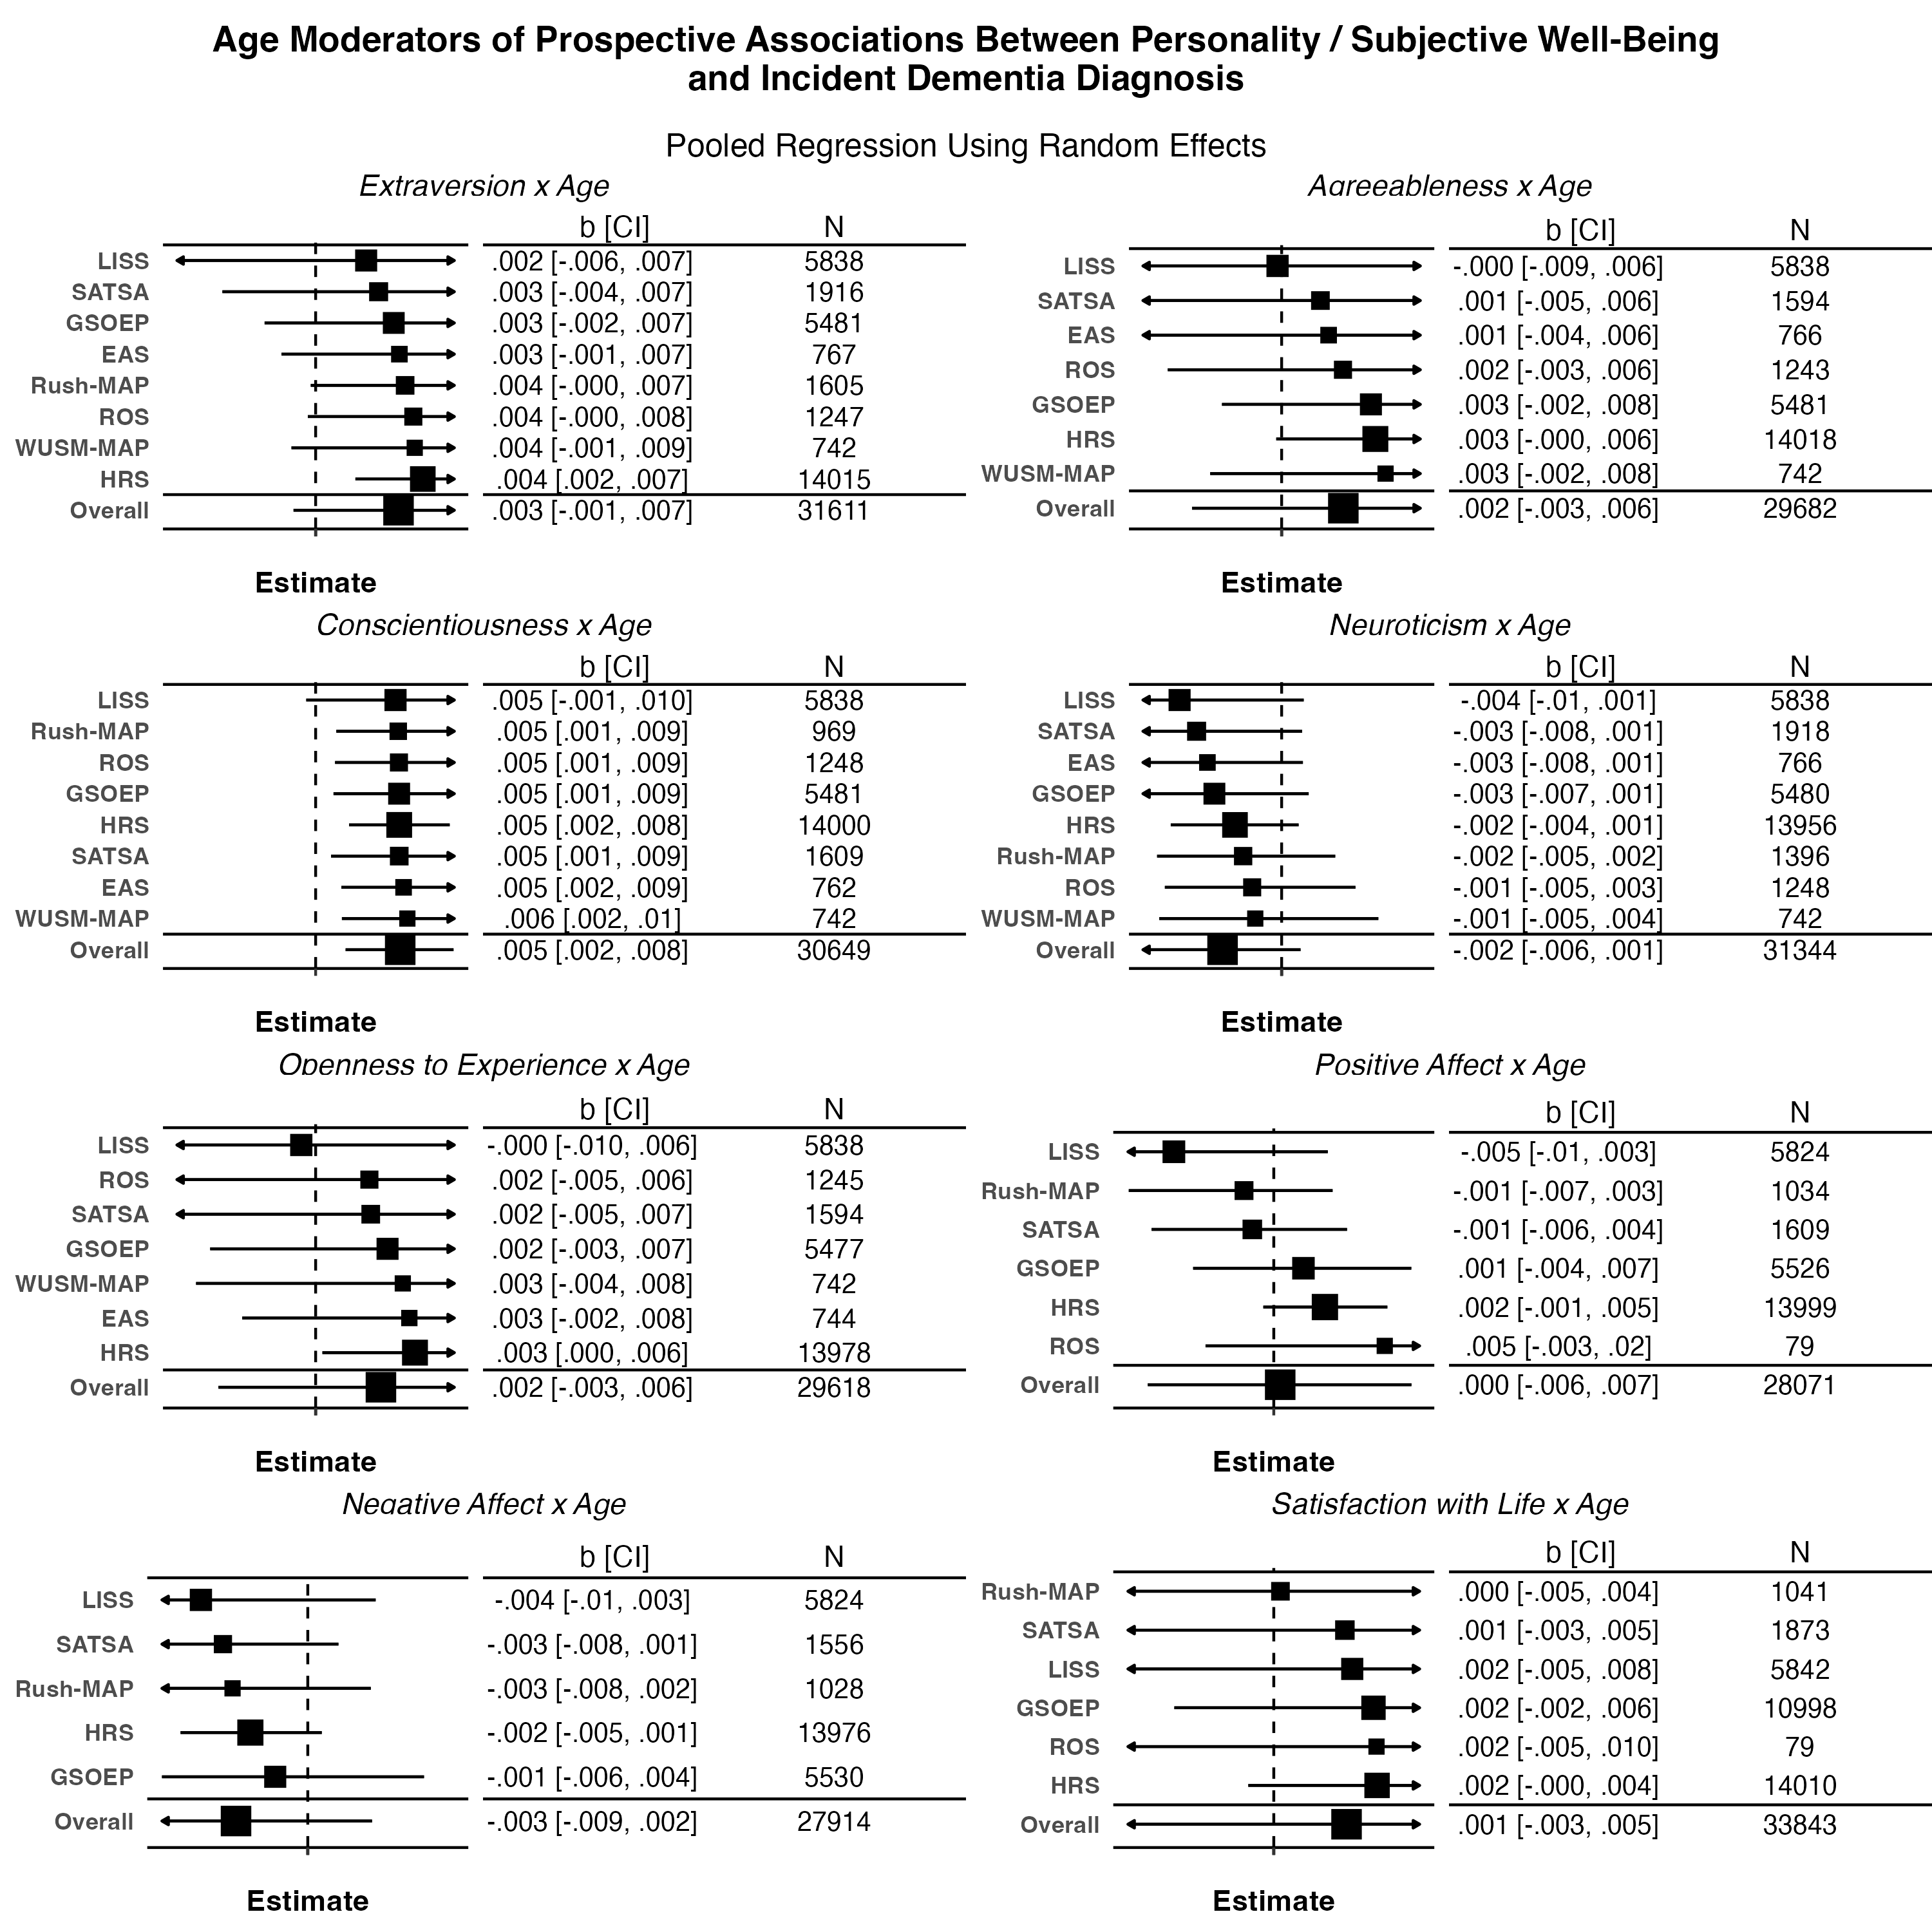 Age Moderators of Prospective Associations Between Personality / Subjective Well-Being
and Incident Dementia Diagnosis
Pooled Regression Using Random Effects
Extraversion x Age
b [CI] N
LISS .002 [-.006, .007] 5838
SATSA .003 [-.004, .007] 1916
GSOEP .003 [-.002, .007] 5481
EAS .003 [-.001, .007] 767
Rush-MAP .004 [-.000, .007] 1605
ROS .004 [-.000, .008] 1247
WUSM-MAP .004 [-.001, .009] 742
HRS .004 [.002, .007] 14015
Overall .003 [-.001, .007] 31611
Estimate
Agreeableness x Age
b [CI] N
LISS -.000 [-.009, .006] 5838
SATSA .001 [-.005, .006] 1594
EAS .001 [-.004, .006] 766
ROS .002 [-.003, .006] 1243
GSOEP .003 [-.002, .008] 5481
HRS .003 [-.000, .006] 14018
WUSM-MAP .003 [-.002, .008] 742
Overall .002 [-.003, .006] 29682
Estimate
Conscientiousness x Age
b [CI] N
LISS .005 [-.001, .010] 5838
Rush-MAP .005 [.001, .009] 969
ROS .005 [.001, .009] 1248
GSOEP .005 [.001, .009] 5481
HRS .005 [.002, .008] 14000
SATSA .005 [.001, .009] 1609
EAS .005 [.002, .009] 762
WUSM-MAP .006 [.002, .01] 742
Overall .005 [.002, .008] 30649
Estimate
Neuroticism x Age
b [CI] N
LISS -.004 [-.01, .001] 5838
SATSA -.003 [-.008, .001] 1918
EAS -.003 [-.008, .001] 766
GSOEP -.003 [-.007, .001] 5480
HRS -.002 [-.004, .001] 13956
Rush-MAP -.002 [-.005, .002] 1396
ROS -.001 [-.005, .003] 1248
WUSM-MAP -.001 [-.005, .004] 742
Overall -.002 [-.006, .001] 31344
Estimate
Openness to Experience x Age
b [CI] N
LISS -.000 [-.010, .006] 5838
ROS .002 [-.005, .006] 1245
SATSA .002 [-.005, .007] 1594
GSOEP .002 [-.003, .007] 5477
WUSM-MAP .003 [-.004, .008] 742
EAS .003 [-.002, .008] 744
HRS .003 [.000, .006] 13978
Overall .002 [-.003, .006] 29618
Estimate
Positive Affect x Age
b [CI] N
LISS -.005 [-.01, .003] 5824
Rush-MAP -.001 [-.007, .003] 1034
SATSA -.001 [-.006, .004] 1609
GSOEP .001 [-.004, .007] 5526
HRS .002 [-.001, .005] 13999
ROS .005 [-.003, .02] 79
Overall .000 [-.006, .007] 28071
Estimate
Negative Affect x Age
b [CI] N
LISS -.004 [-.01, .003] 5824
SATSA -.003 [-.008, .001] 1556
Rush-MAP -.003 [-.008, .002] 1028
HRS -.002 [-.005, .001] 13976
GSOEP -.001 [-.006, .004] 5530
Overall -.003 [-.009, .002] 27914
Estimate
Satisfaction with Life x Age
b [CI] N
Rush-MAP .000 [-.005, .004] 1041
SATSA .001 [-.003, .005] 1873
LISS .002 [-.005, .008] 5842
GSOEP .002 [-.002, .006] 10998
ROS .002 [-.005, .010] 79
HRS .002 [-.000, .004] 14010
Overall .001 [-.003, .005] 33843
Estimate